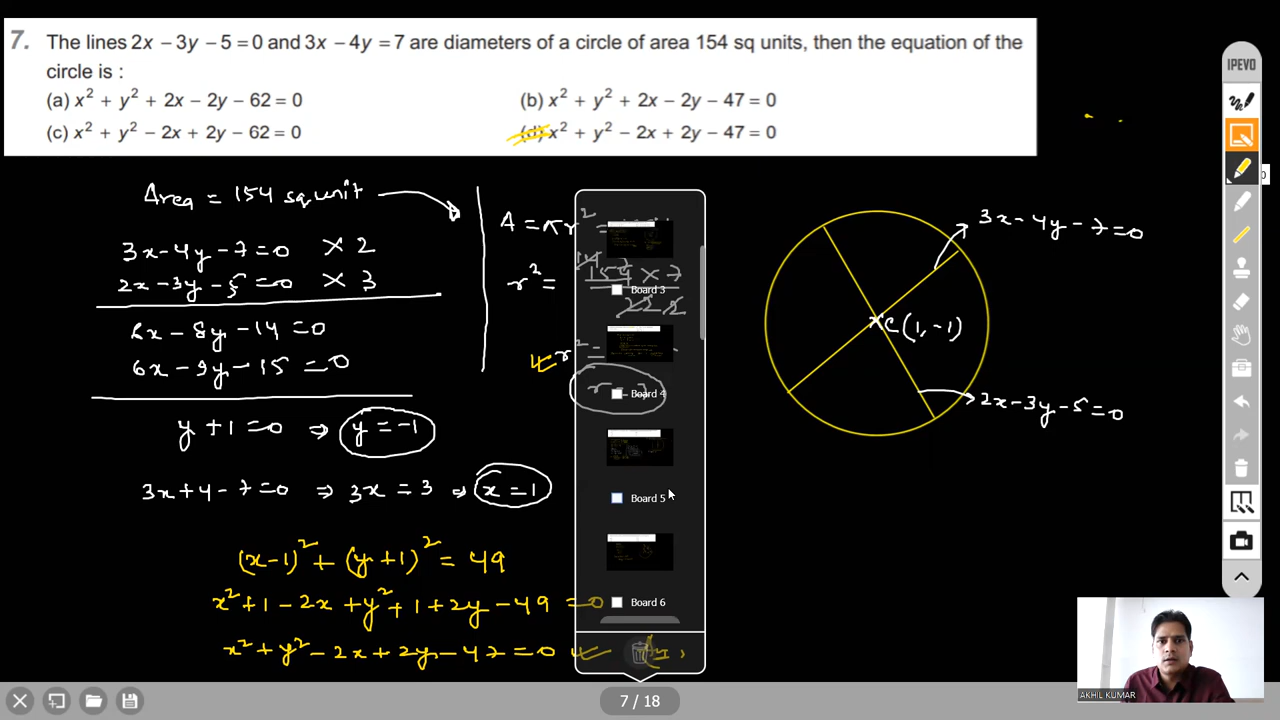 7. The lines 2x − 3y − 5 = 0 and 3x − 4y = 7 are diameters of a circle of area 154 sq units, then the equation of the
circle is :
(a) x² + y² + 2x − 2y − 62 = 0 (b) x² + y² + 2x − 2y − 47 = 0
(c) x² + y² − 2x + 2y − 62 = 0 (d) x² + y² − 2x + 2y − 47 = 0
Area = 154 sq unit
3x - 4y - 7 = 0 × 2
2x - 3y - 5 = 0 × 3
6x - 8y - 14 = 0
6x - 9y - 15 = 0
y + 1 = 0 ⇒ y = -1
3x + 4 - 7 = 0 ⇒ 3x = 3 ⇒ x = 1
(x-1)² + (y+1)² = 49
x² + 1 - 2x + y² + 1 + 2y - 49 = 0
x² + y² - 2x + 2y - 47 = 0
A = πr² =
r² = 154 × 7
22
r² =
Board 3
Board 4
Board 5
Board 6
3x - 4y - 7 = 0
C(1, -1)
2x - 3y - 5 = 0
IPEVO
7 / 18
AKHIL KUMAR